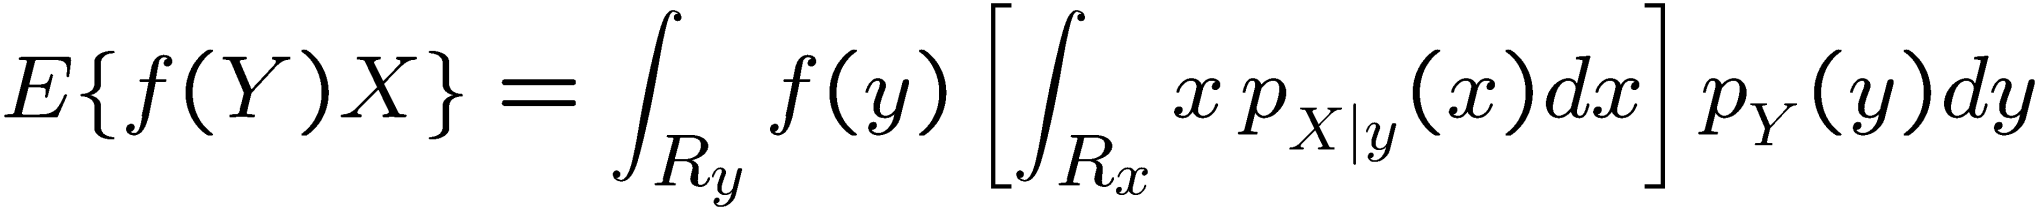 E{f(Y)X} = ∫_{R_y} f(y) [∫_{R_x} x p_{X|y}(x)dx] p_Y(y)dy